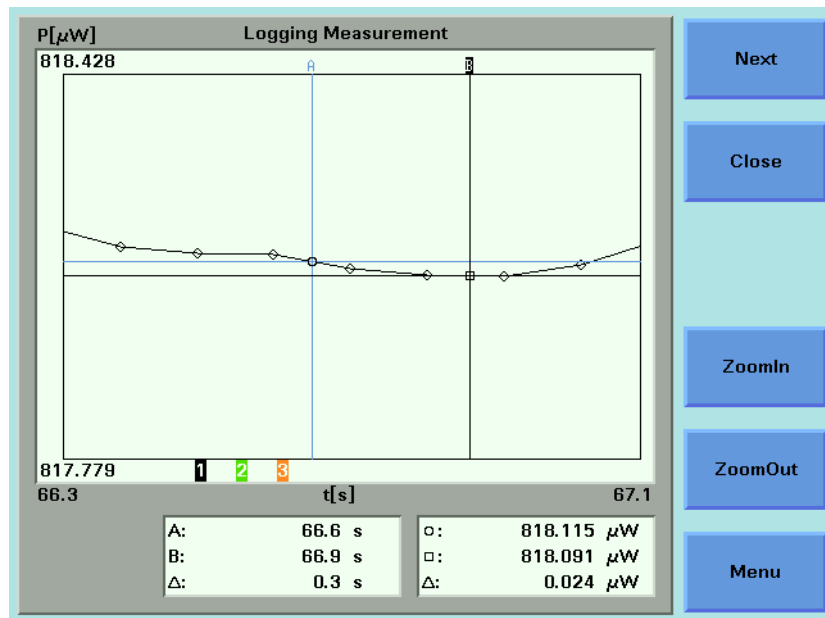 P[μW] Logging Measurement
818.428
A B
817.779 1 2 3
66.3 t[s] 67.1
A: 66.6 s
B: 66.9 s
Δ: 0.3 s
○: 818.115 μW
□: 818.091 μW
Δ: 0.024 μW
Next
Close
ZoomIn
ZoomOut
Menu